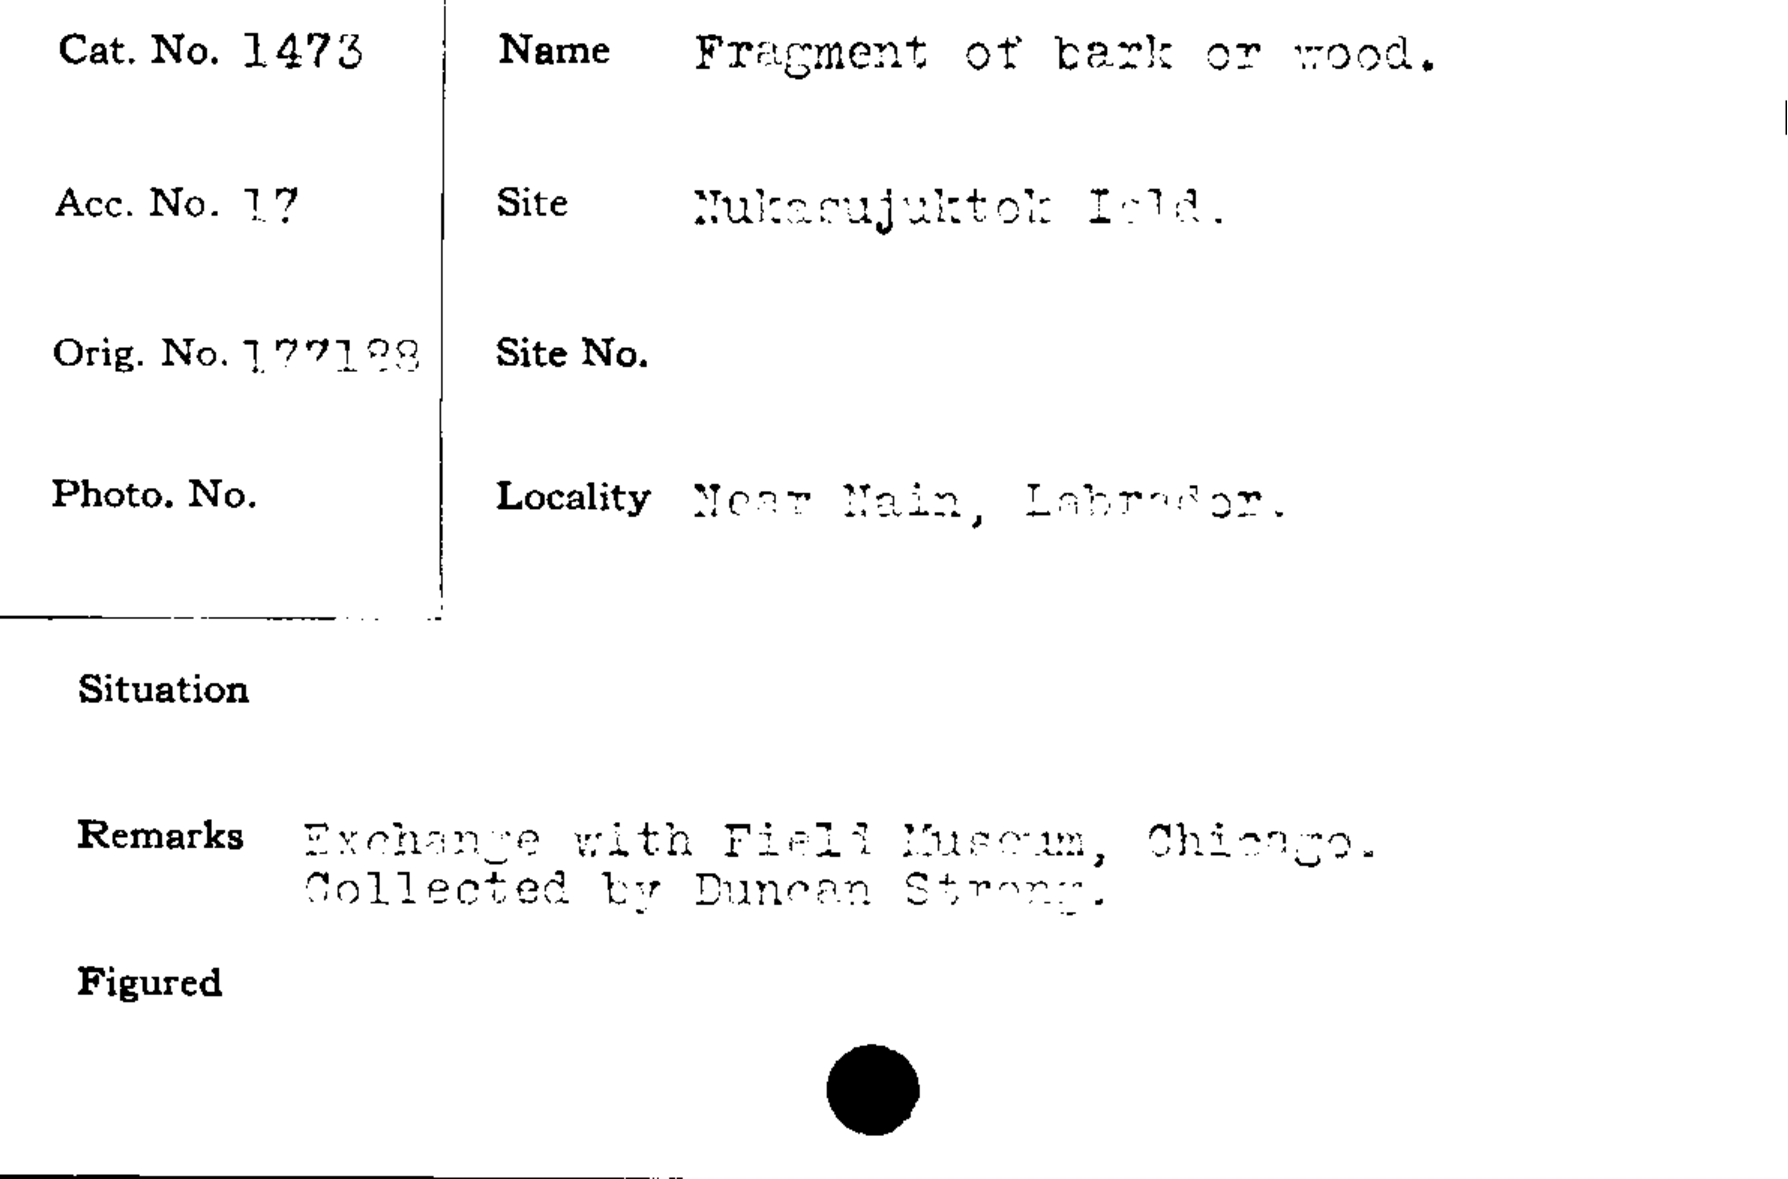 Cat. No. 1473
Name Fragment of bark or wood.
Acc. No. 17
Site Nukasujuktok Isld.
Orig. No. 177188
Site No.
Photo. No.
Locality Near Nain, Labrador.
Situation
Remarks Exchange with Field Museum, Chicago.
Collected by Duncan Strong.
Figured